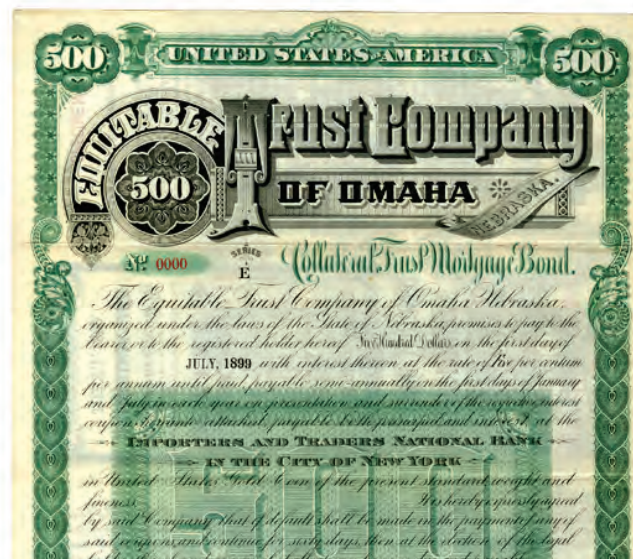 500 UNITED STATES OF AMERICA 500
EQUITABLE Trust Company
500 OF OMAHA
NEBRASKA.
No. 0000 SERIES E Collateral Trust Mortgage Bond.
The Equitable Trust Company of Omaha Nebraska,
organized under the laws of the State of Nebraska, promises to pay to the
bearer, or to the registered holder hereof Five Hundred Dollars, on the first day of
JULY, 1899 with interest thereon at the rate of Five per centum
per annum until paid, payable semi-annually on the first days of January
and July in each year on presentation and surrender of the respective interest
coupons hereunto attached, payable both principal and interest, at the
IMPORTERS AND TRADERS NATIONAL BANK
IN THE CITY OF NEW YORK
in United States Gold Coin of the present standard weight and
fineness. It is hereby expressly agreed
by said Company that if default shall be made in the payment of any of
said coupons and continue for sixty days, then at the election of the legal
500